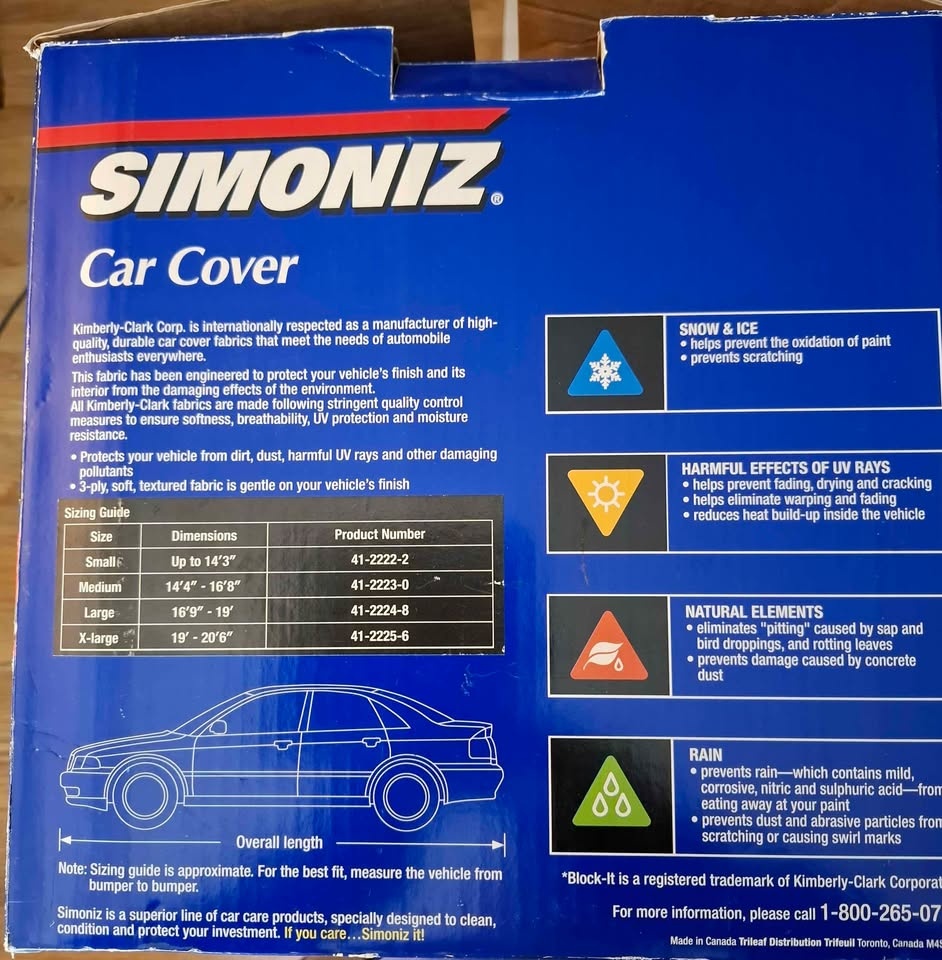 SIMONIZ®
Car Cover
Kimberly-Clark Corp. is internationally respected as a manufacturer of high-
quality, durable car cover fabrics that meet the needs of automobile
enthusiasts everywhere.
This fabric has been engineered to protect your vehicle's finish and its
interior from the damaging effects of the environment.
All Kimberly-Clark fabrics are made following stringent quality control
measures to ensure softness, breathability, UV protection and moisture
resistance.
• Protects your vehicle from dirt, dust, harmful UV rays and other damaging
pollutants
• 3-ply, soft, textured fabric is gentle on your vehicle's finish
Sizing Guide
Size Dimensions Product Number
Small Up to 14'3" 41-2222-2
Medium 14'4" - 16'8" 41-2223-0
Large 16'9" - 19' 41-2224-8
X-large 19' - 20'6" 41-2225-6
Overall length
Note: Sizing guide is approximate. For the best fit, measure the vehicle from
bumper to bumper.
Simoniz is a superior line of car care products, specially designed to clean,
condition and protect your investment. If you care...Simoniz it!
SNOW & ICE
• helps prevent the oxidation of paint
• prevents scratching
HARMFUL EFFECTS OF UV RAYS
• helps prevent fading, drying and cracking
• helps eliminate warping and fading
• reduces heat build-up inside the vehicle
NATURAL ELEMENTS
• eliminates "pitting" caused by sap and
bird droppings, and rotting leaves
• prevents damage caused by concrete
dust
RAIN
• prevents rain—which contains mild,
corrosive, nitric and sulphuric acid—from
eating away at your paint
• prevents dust and abrasive particles from
scratching or causing swirl marks
*Block-It is a registered trademark of Kimberly-Clark Corporat
For more information, please call 1-800-265-07
Made in Canada Trileaf Distribution Trifeuil Toronto, Canada M4S